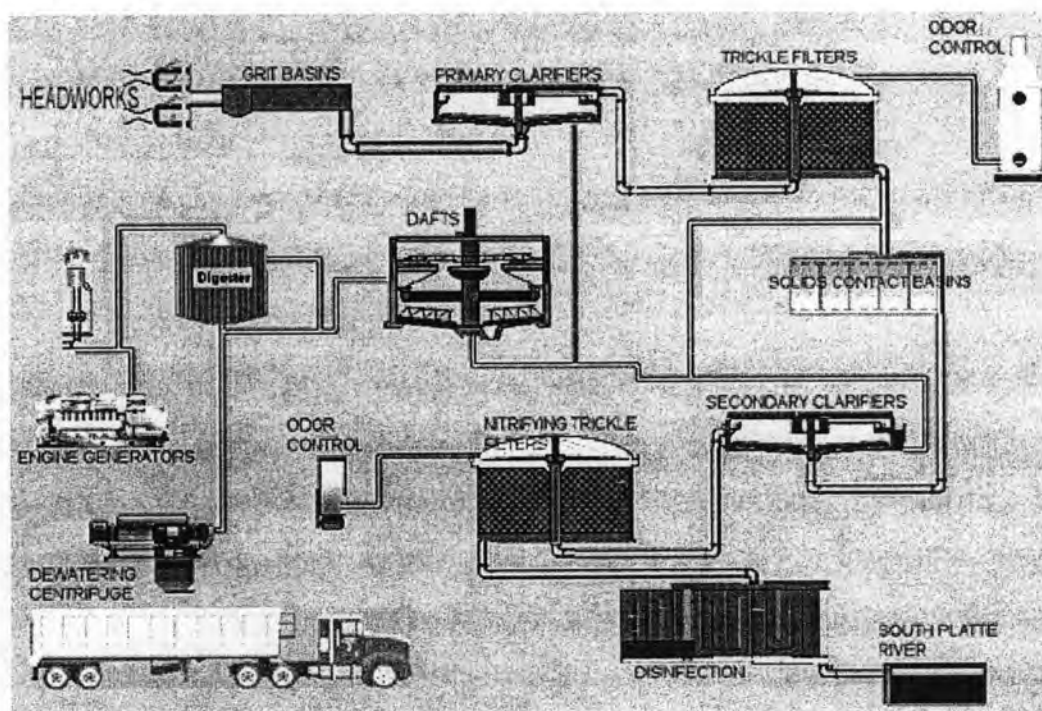 ODOR
CONTROL
TRICKLE FILTERS
GRIT BASINS
PRIMARY CLARIFIERS
HEADWORKS
DAFTS
Digester
SOLIDS CONTACT BASINS
SECONDARY CLARIFIERS
NITRIFYING TRICKLE
FILTERS
ODOR
CONTROL
ENGINE GENERATORS
DEWATERING
CENTRIFUGE
SOUTH PLATTE
RIVER
DISINFECTION